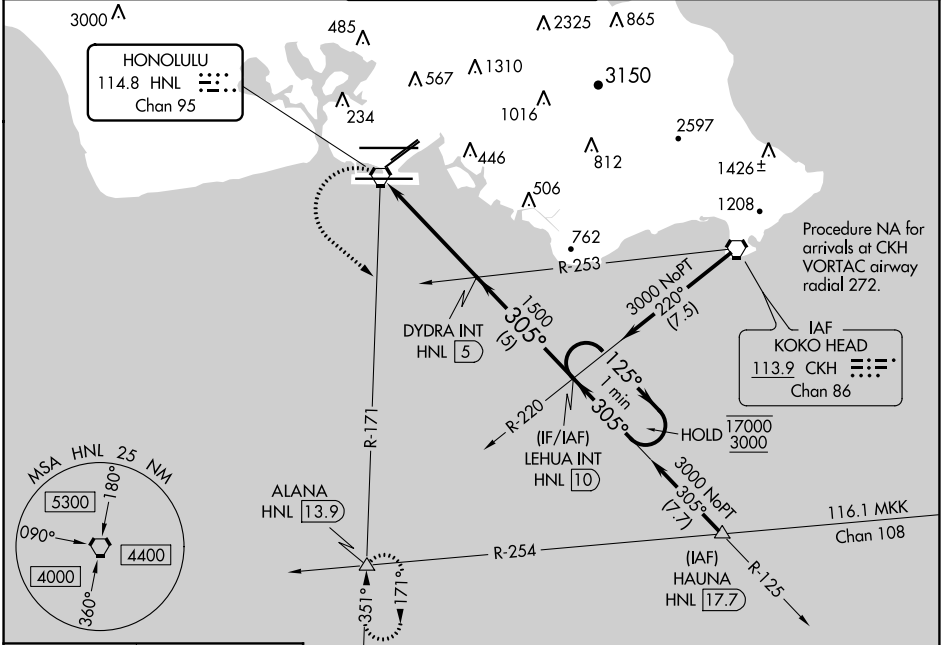 3000
485
2325
865
HONOLULU
114.8 HNL
Chan 95
567
1310
3150
234
1016
2597
446
812
1426 ±
506
1208
762
Procedure NA for
arrivals at CKH
VORTAC airway
radial 272.
R-253
3000 NoPT
220°
(7.5)
1500
305°
(5)
DYDRA INT
HNL 5
IAF
KOKO HEAD
113.9 CKH
Chan 86
125°
1 min
305°
R-220
R-171
HOLD
17000
3000
(IF/IAF)
LEHUA INT
HNL 10
3000 NoPT
305°
(7.7)
MSA HNL 25 NM
180°
5300
090°
4400
4000
360°
ALANA
HNL 13.9
116.1 MKK
Chan 108
R-254
(IAF)
HAUNA
HNL 17.7
R-125
351°
171°